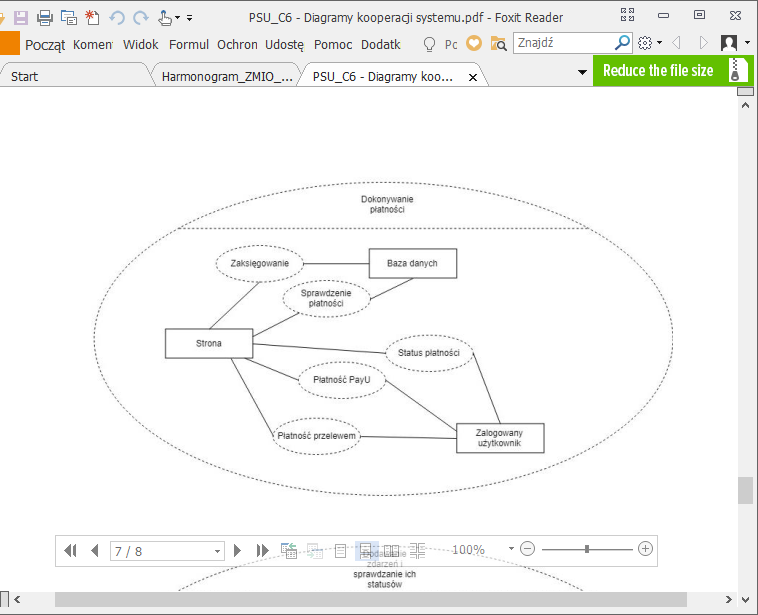 PSU_C6 - Diagramy kooperacji systemu.pdf - Foxit Reader
Począt Komen Widok Formul Ochron Udostę Pomoc Dodatk Po Znajdź
Start Harmonogram_ZMIO_... PSU_C6 - Diagramy koo... Reduce the file size
Dokonywanie
płatności
Zaksięgowanie Baza danych
Sprawdzenie
płatności
Strona
Status płatności
Płatność PayU
Płatność przelewem
Zalogowany
użytkownik
7 / 8 100%
zdarzeń i
sprawdzanie ich
statusów